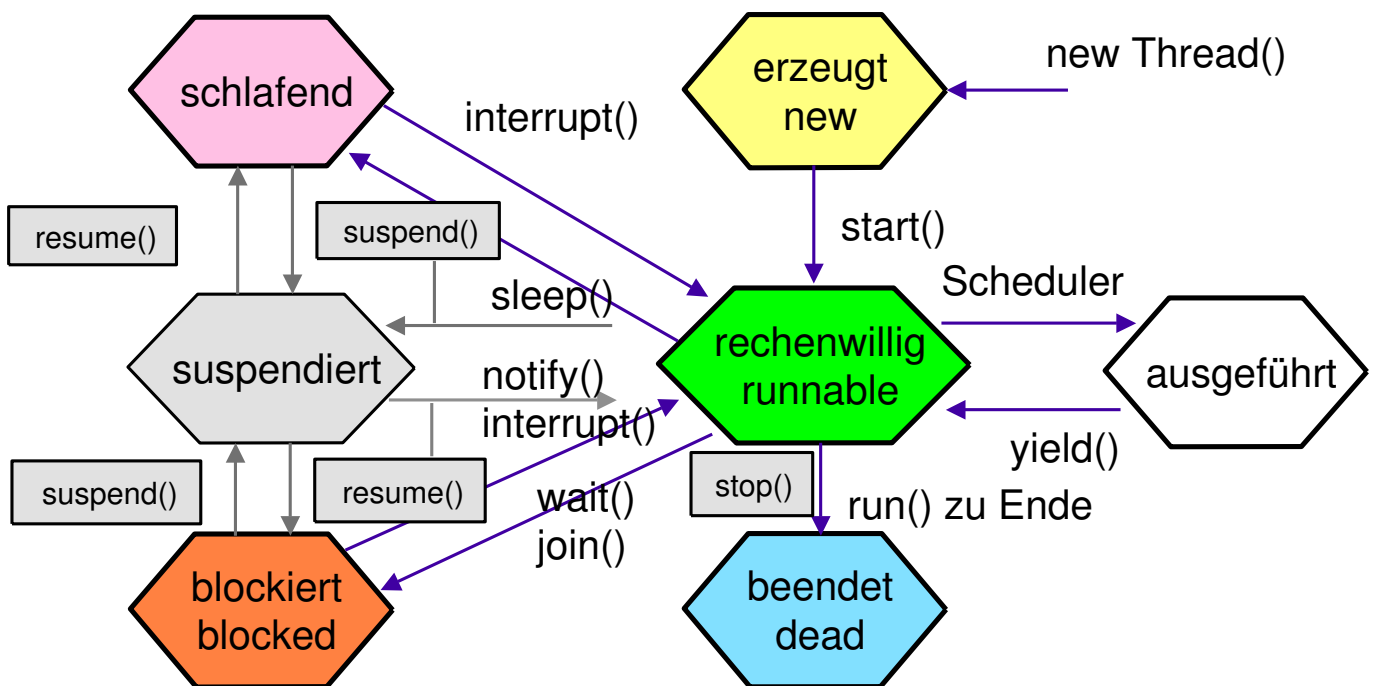 schlafend
interrupt()
erzeugt
new
new Thread()
resume()
suspend()
start()
Scheduler
sleep()
suspendiert
rechenwillig
runnable
ausgeführt
notify()
interrupt()
yield()
suspend()
resume()
wait()
join()
stop()
run() zu Ende
blockiert
blocked
beendet
dead